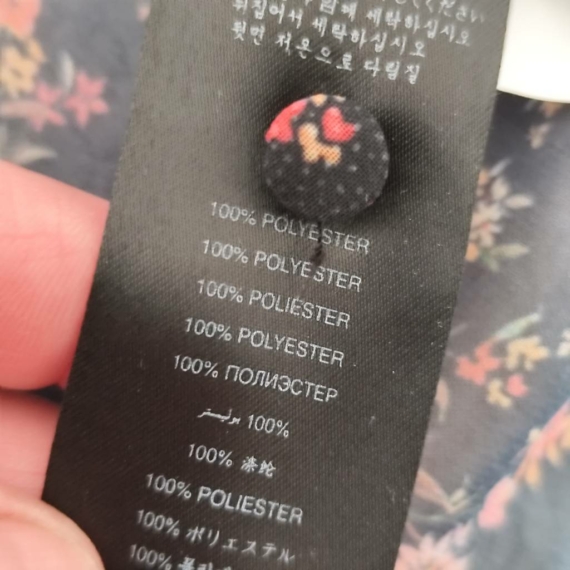 뒤집어서 세탁하십시오
뒷면 저온으로 다림질
100% POLYESTER
100% POLYESTER
100% POLIESTER
100% POLYESTER
100% ПОЛИЭСТЕР
100% بوليستر
100% 涤纶
100% POLIESTER
100% ポリエステル
100%